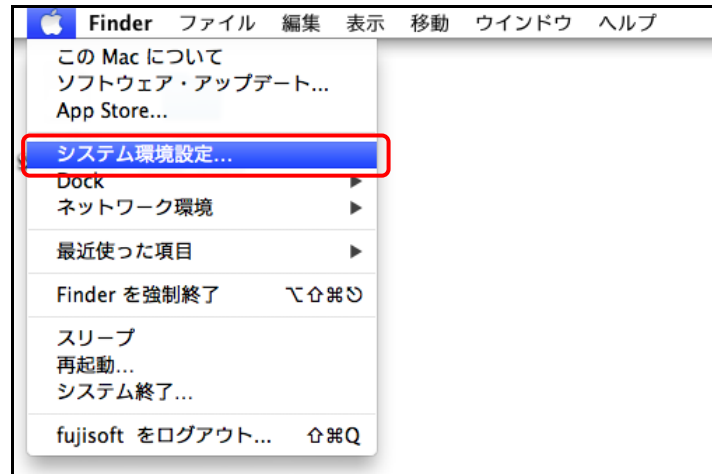 Finder ファイル 編集 表示 移動 ウインドウ ヘルプ
この Mac について
ソフトウェア・アップデート...
App Store...
システム環境設定...
Dock ▶
ネットワーク環境 ▶
最近使った項目 ▶
Finder を強制終了 ⌥⇧⌘⎋
スリープ
再起動...
システム終了...
fujisoft をログアウト... ⇧⌘Q